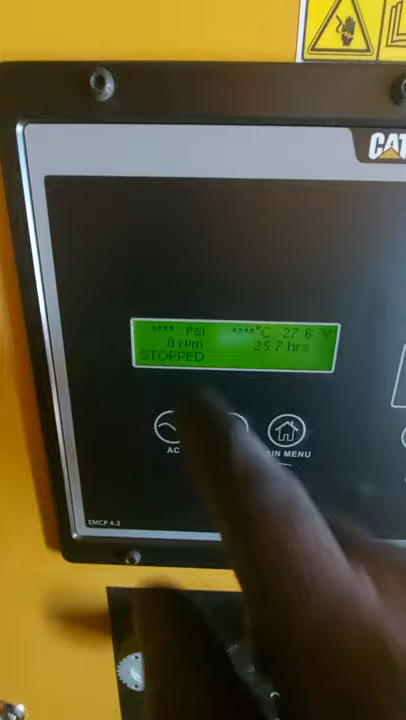 CAT
**** PSI ****°C 27.6 V
0 rpm 25.7 hrs
STOPPED
AC
MAIN MENU
EMCP 4.2